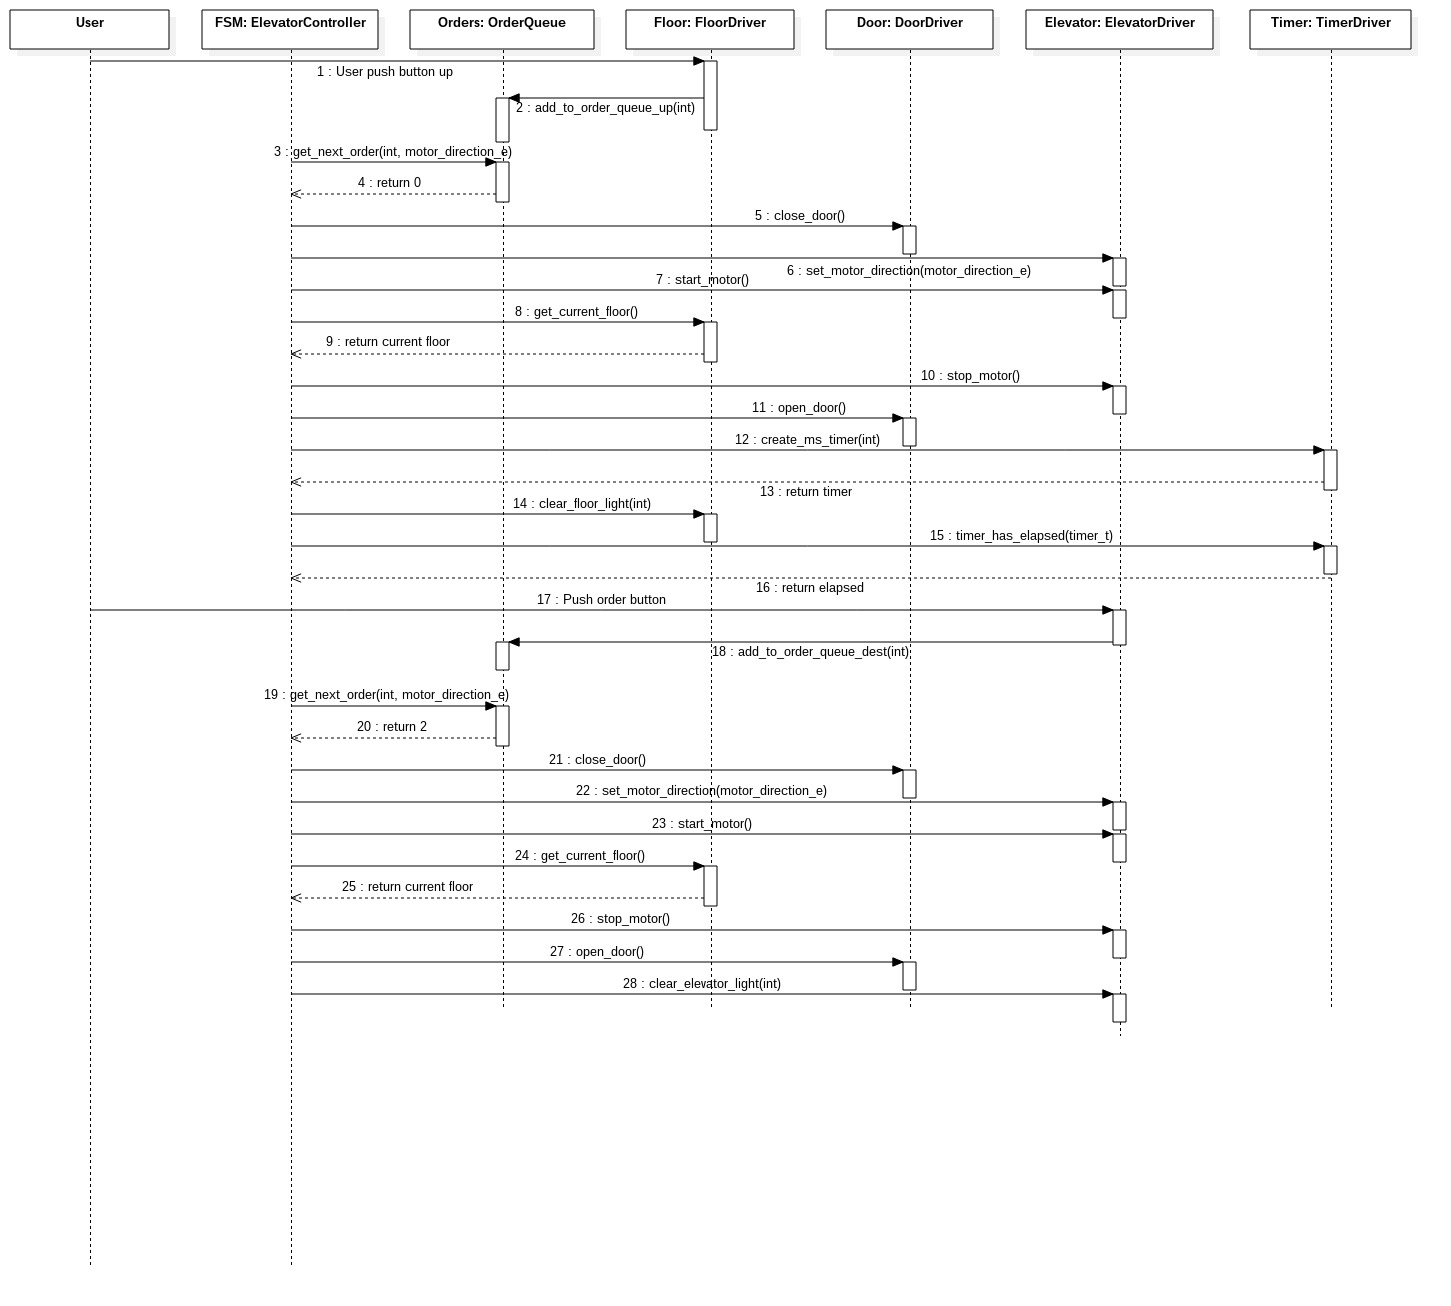 User
FSM: ElevatorController
Orders: OrderQueue
Floor: FloorDriver
Door: DoorDriver
Elevator: ElevatorDriver
Timer: TimerDriver
1 : User push button up
2 : add_to_order_queue_up(int)
3 : get_next_order(int, motor_direction_e)
4 : return 0
5 : close_door()
6 : set_motor_direction(motor_direction_e)
7 : start_motor()
8 : get_current_floor()
9 : return current floor
10 : stop_motor()
11 : open_door()
12 : create_ms_timer(int)
13 : return timer
14 : clear_floor_light(int)
15 : timer_has_elapsed(timer_t)
16 : return elapsed
17 : Push order button
18 : add_to_order_queue_dest(int)
19 : get_next_order(int, motor_direction_e)
20 : return 2
21 : close_door()
22 : set_motor_direction(motor_direction_e)
23 : start_motor()
24 : get_current_floor()
25 : return current floor
26 : stop_motor()
27 : open_door()
28 : clear_elevator_light(int)